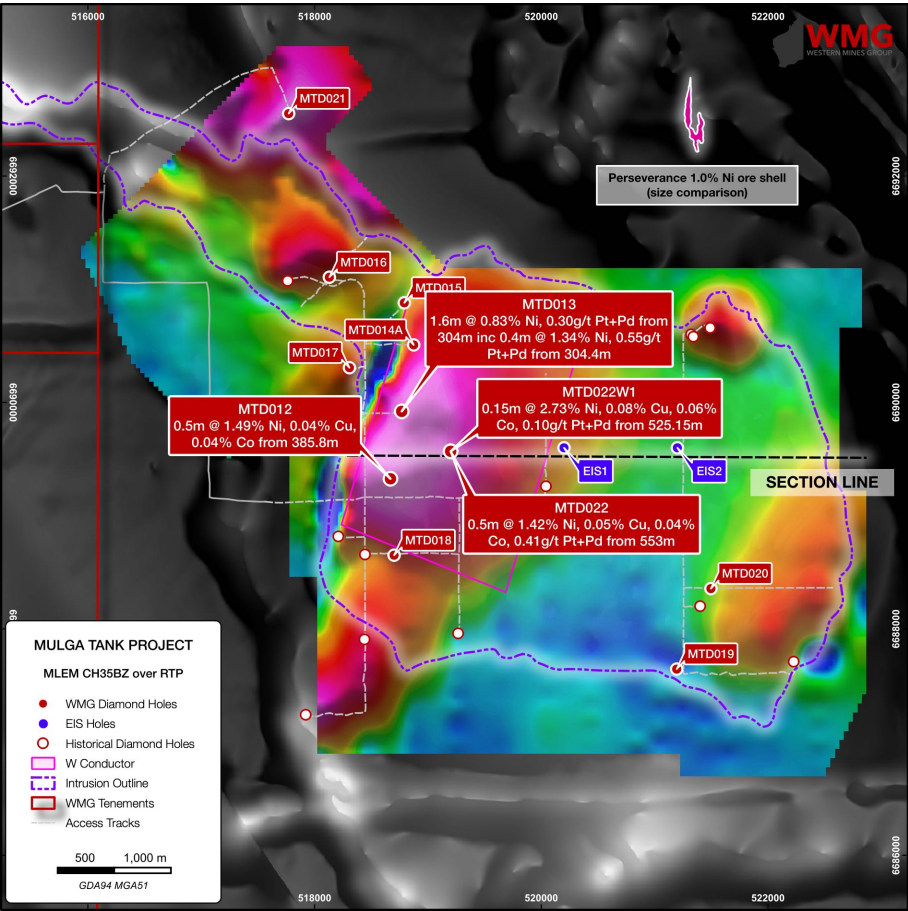 516000
518000
520000
522000
WMG
WESTERN MINES GROUP
MTD021
Perseverance 1.0% Ni ore shell
(size comparison)
6692000
6692000
MTD016
MTD015
MTD013
1.6m @ 0.83% Ni, 0.30g/t Pt+Pd from
304m inc 0.4m @ 1.34% Ni, 0.55g/t
Pt+Pd from 304.4m
MTD014A
MTD017
MTD022W1
0.15m @ 2.73% Ni, 0.08% Cu, 0.06%
Co, 0.10g/t Pt+Pd from 525.15m
6690000
6690000
MTD012
0.5m @ 1.49% Ni, 0.04% Cu,
0.04% Co from 385.8m
EIS1
EIS2
SECTION LINE
MTD022
0.5m @ 1.42% Ni, 0.05% Cu, 0.04%
Co, 0.41g/t Pt+Pd from 553m
MTD018
MTD020
66
6688000
MTD019
MULGA TANK PROJECT
MLEM CH35BZ over RTP
WMG Diamond Holes
EIS Holes
Historical Diamond Holes
W Conductor
Intrusion Outline
WMG Tenements
Access Tracks
500 1,000 m
GDA94 MGA51
6686000
518000
520000
522000